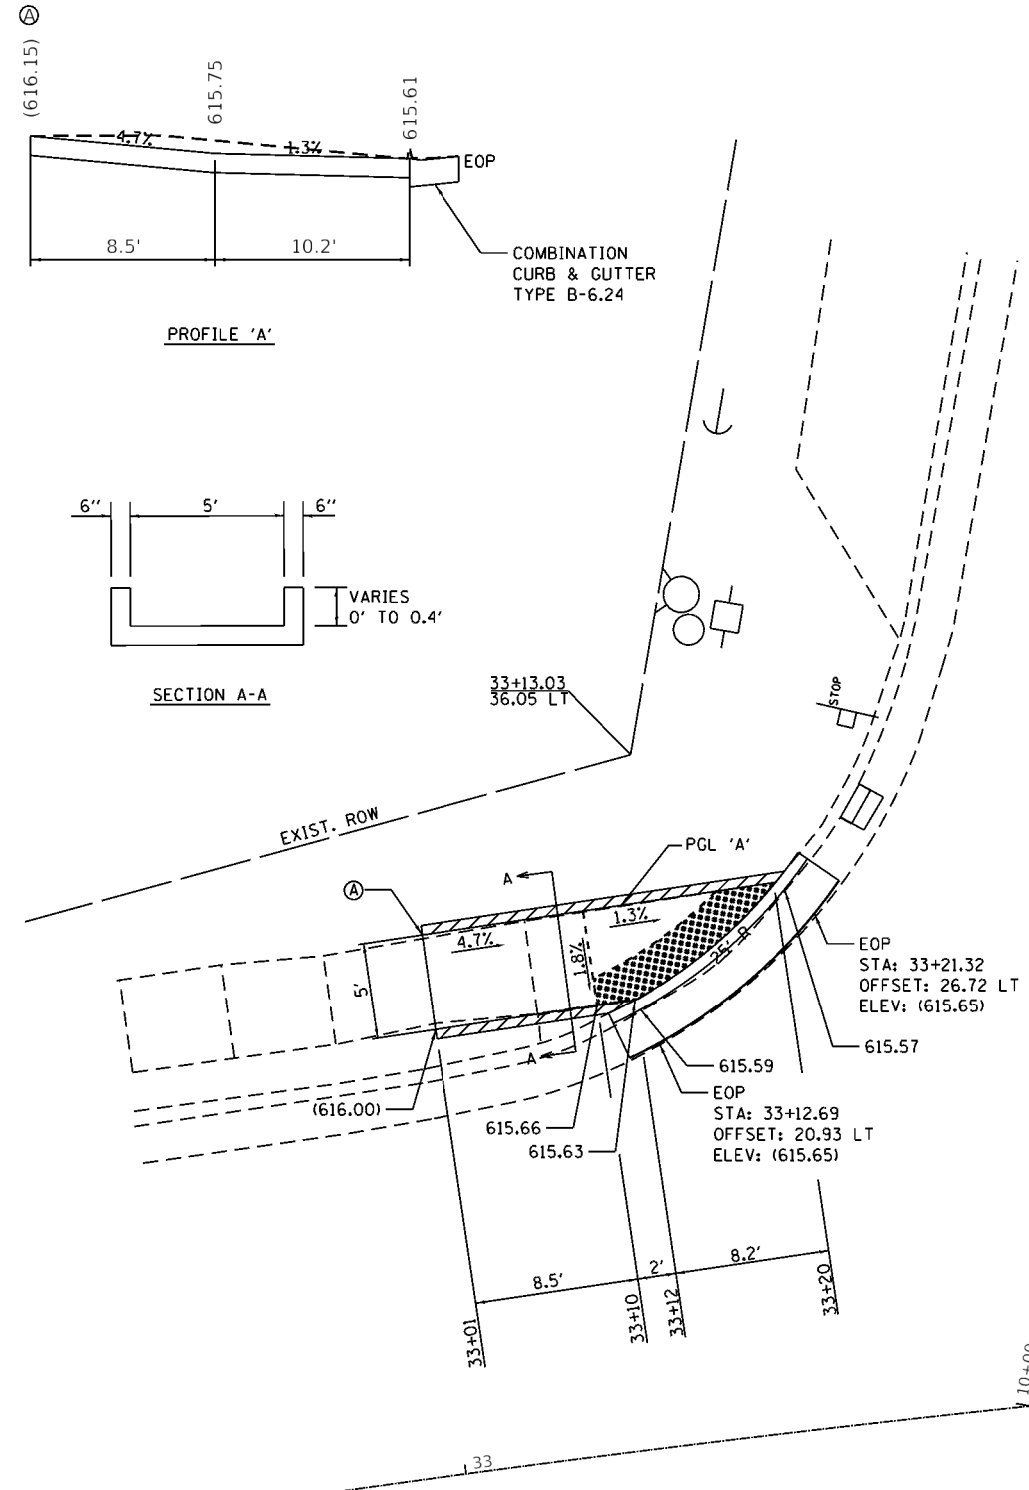 A
(616.15)
615.75
615.61
4.7%
1.3%
EOP
8.5'
10.2'
COMBINATION
CURB & GUTTER
TYPE B-6.24
PROFILE 'A'
6"
5'
6"
VARIES
0' TO 0.4'
SECTION A-A
33+13.03
36.05 LT
STOP
EXIST. ROW
PGL 'A'
A
A
4.7%
1.3%
1.8%
5'
25' R
EOP
STA: 33+21.32
OFFSET: 26.72 LT
ELEV: (615.65)
A
615.57
615.59
(616.00)
EOP
STA: 33+12.69
OFFSET: 20.93 LT
ELEV: (615.65)
615.66
615.63
8.5'
2'
8.2'
33+01
33+10
33+12
33+20
10+00
33